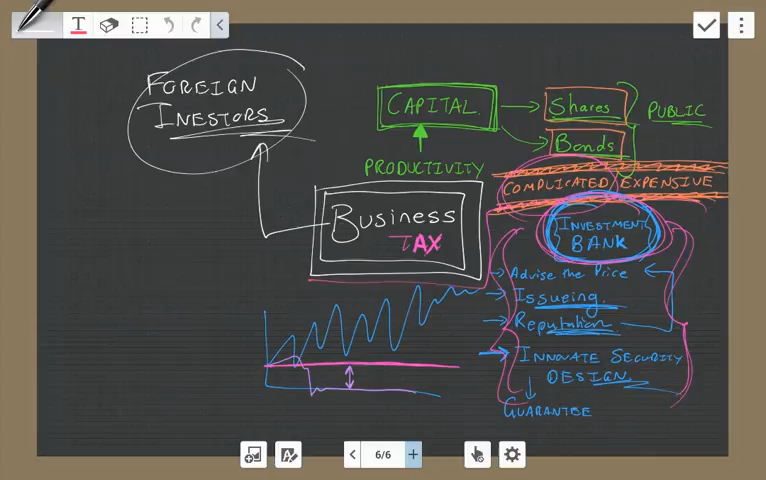 T
FOREIGN
INESTORS
CAPITAL
Shares
Bonds
PUBLIC
PRODUCTIVITY
COMPLICATED/EXPENSIVE
Business
TAX
INVESTMENT
BANK
Advise the Price
Issueing
Reputation
INNOVATE SECURITY
DESIGN
GUARANTEE
A
6/6